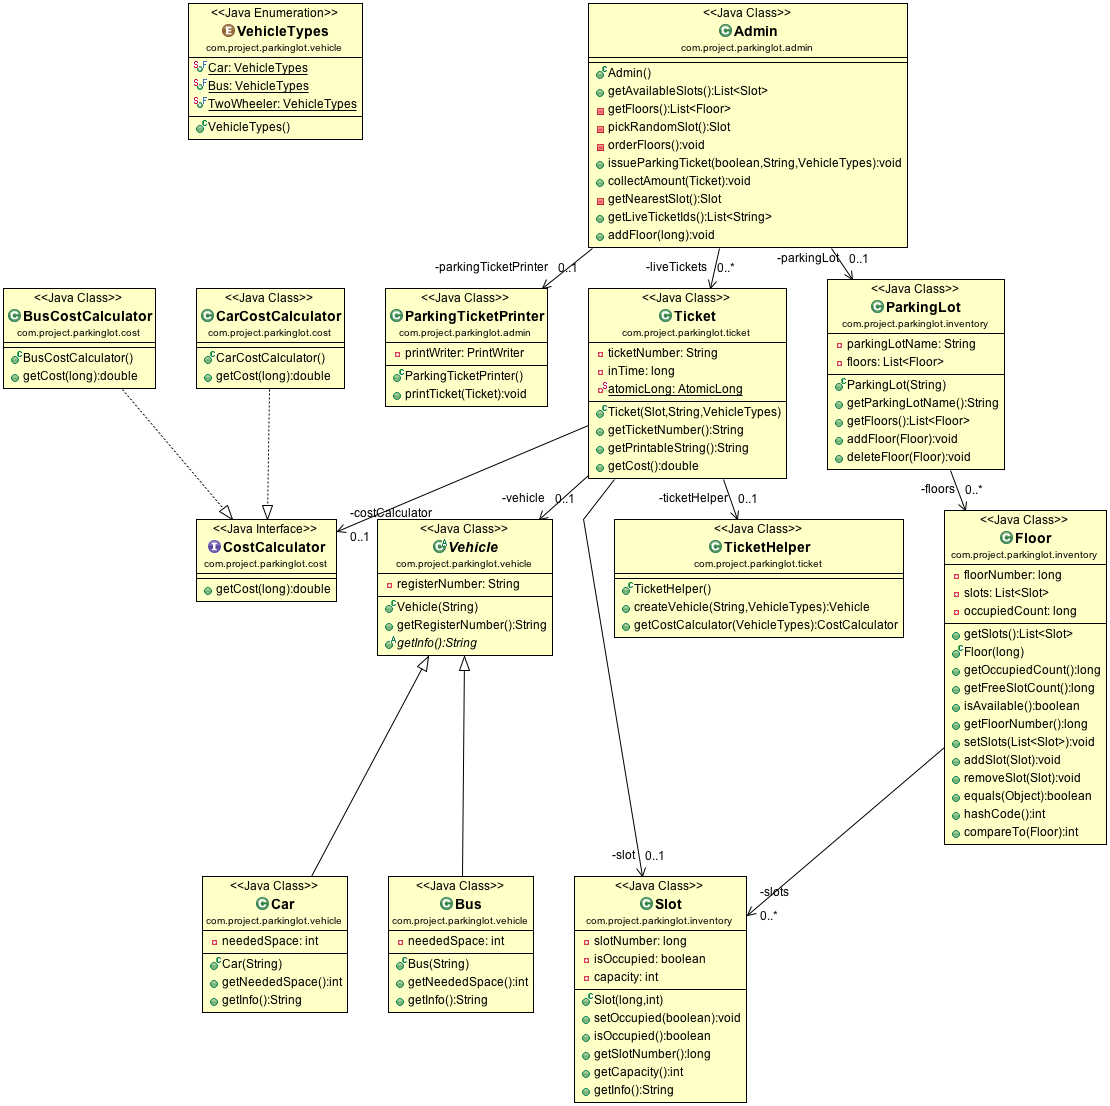 <<Java Enumeration>>
VehicleTypes
com.project.parkinglot.vehicle
Car: VehicleTypes
Bus: VehicleTypes
TwoWheeler: VehicleTypes
VehicleTypes()
<<Java Class>>
Admin
com.project.parkinglot.admin
Admin()
getAvailableSlots():List<Slot>
getFloors():List<Floor>
pickRandomSlot():Slot
orderFloors():void
issueParkingTicket(boolean,String,VehicleTypes):void
collectAmount(Ticket):void
getNearestSlot():Slot
getLiveTicketIds():List<String>
addFloor(long):void
-parkingTicketPrinter 0..1
-liveTickets 0..*
-parkingLot 0..1
<<Java Class>>
BusCostCalculator
com.project.parkinglot.cost
BusCostCalculator()
getCost(long):double
<<Java Class>>
CarCostCalculator
com.project.parkinglot.cost
CarCostCalculator()
getCost(long):double
<<Java Class>>
ParkingTicketPrinter
com.project.parkinglot.admin
printWriter: PrintWriter
ParkingTicketPrinter()
printTicket(Ticket):void
<<Java Class>>
Ticket
com.project.parkinglot.ticket
ticketNumber: String
inTime: long
atomicLong: AtomicLong
Ticket(Slot,String,VehicleTypes)
getTicketNumber():String
getPrintableString():String
getCost():double
<<Java Class>>
ParkingLot
com.project.parkinglot.inventory
parkingLotName: String
floors: List<Floor>
ParkingLot(String)
getParkingLotName():String
getFloors():List<Floor>
addFloor(Floor):void
deleteFloor(Floor):void
-costCalculator
0..1
-vehicle 0..1
-ticketHelper 0..1
-floors 0..*
<<Java Interface>>
CostCalculator
com.project.parkinglot.cost
getCost(long):double
<<Java Class>>
Vehicle
com.project.parkinglot.vehicle
registerNumber: String
Vehicle(String)
getRegisterNumber():String
getInfo():String
<<Java Class>>
TicketHelper
com.project.parkinglot.ticket
TicketHelper()
createVehicle(String,VehicleTypes):Vehicle
getCostCalculator(VehicleTypes):CostCalculator
<<Java Class>>
Floor
com.project.parkinglot.inventory
floorNumber: long
slots: List<Slot>
occupiedCount: long
getSlots():List<Slot>
Floor(long)
getOccupiedCount():long
getFreeSlotCount():long
isAvailable():boolean
getFloorNumber():long
setSlots(List<Slot>):void
addSlot(Slot):void
removeSlot(Slot):void
equals(Object):boolean
hashCode():int
compareTo(Floor):int
-slot 0..1
-slots
0..*
<<Java Class>>
Car
com.project.parkinglot.vehicle
neededSpace: int
Car(String)
getNeededSpace():int
getInfo():String
<<Java Class>>
Bus
com.project.parkinglot.vehicle
neededSpace: int
Bus(String)
getNeededSpace():int
getInfo():String
<<Java Class>>
Slot
com.project.parkinglot.inventory
slotNumber: long
isOccupied: boolean
capacity: int
Slot(long,int)
setOccupied(boolean):void
isOccupied():boolean
getSlotNumber():long
getCapacity():int
getInfo():String